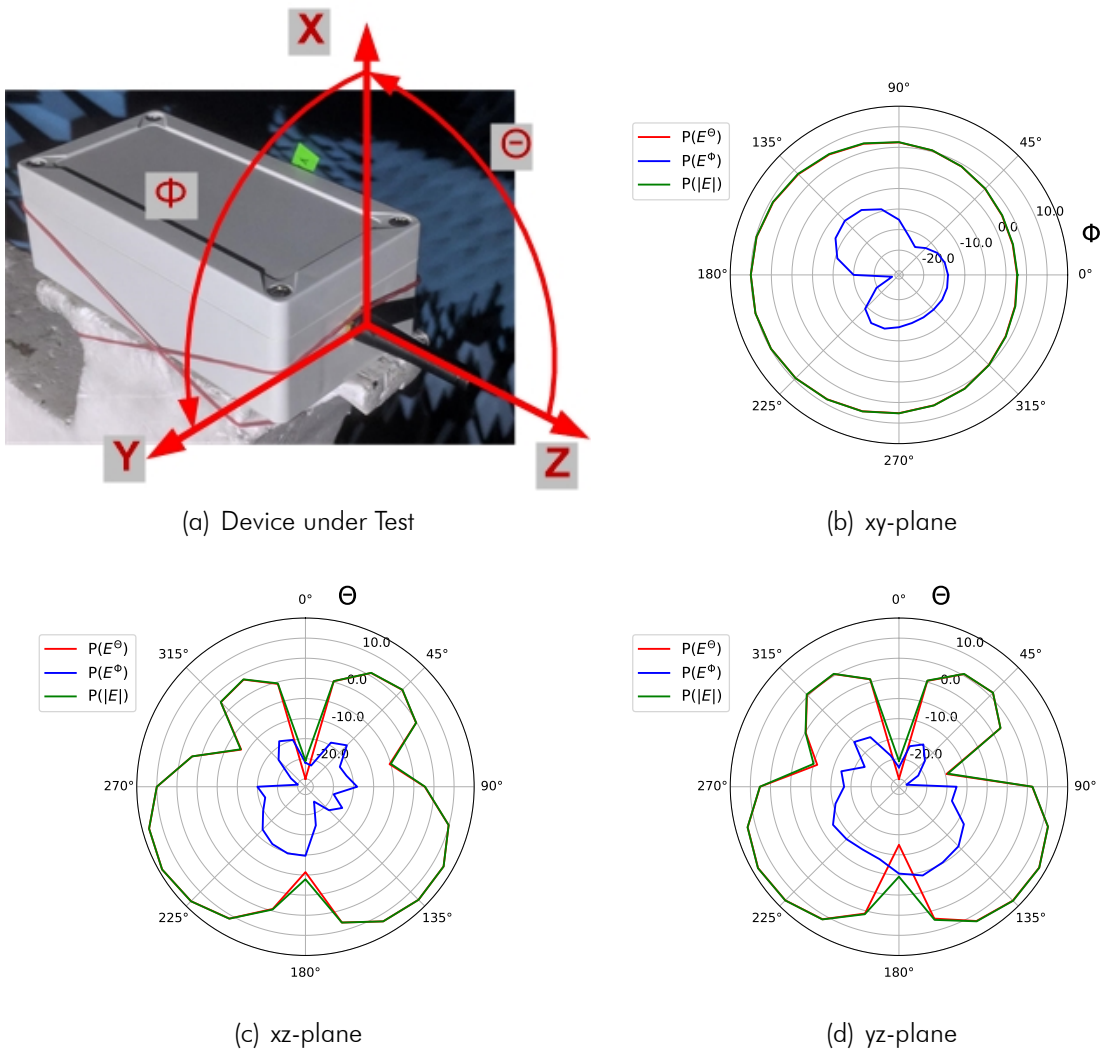 X
Θ
Φ
Y
Z
(a) Device under Test
P(E^Θ)
P(E^Φ)
P(|E|)
90°
135°
45°
180°
0°
225°
315°
270°
10.0
0.0
-10.0
-20.0
Φ
(b) xy-plane
0°
Θ
P(E^Θ)
P(E^Φ)
P(|E|)
315°
45°
270°
90°
225°
135°
180°
10.0
0.0
-10.0
-20.0
(c) xz-plane
0°
Θ
P(E^Θ)
P(E^Φ)
P(|E|)
315°
45°
270°
90°
225°
135°
180°
10.0
0.0
-10.0
-20.0
(d) yz-plane